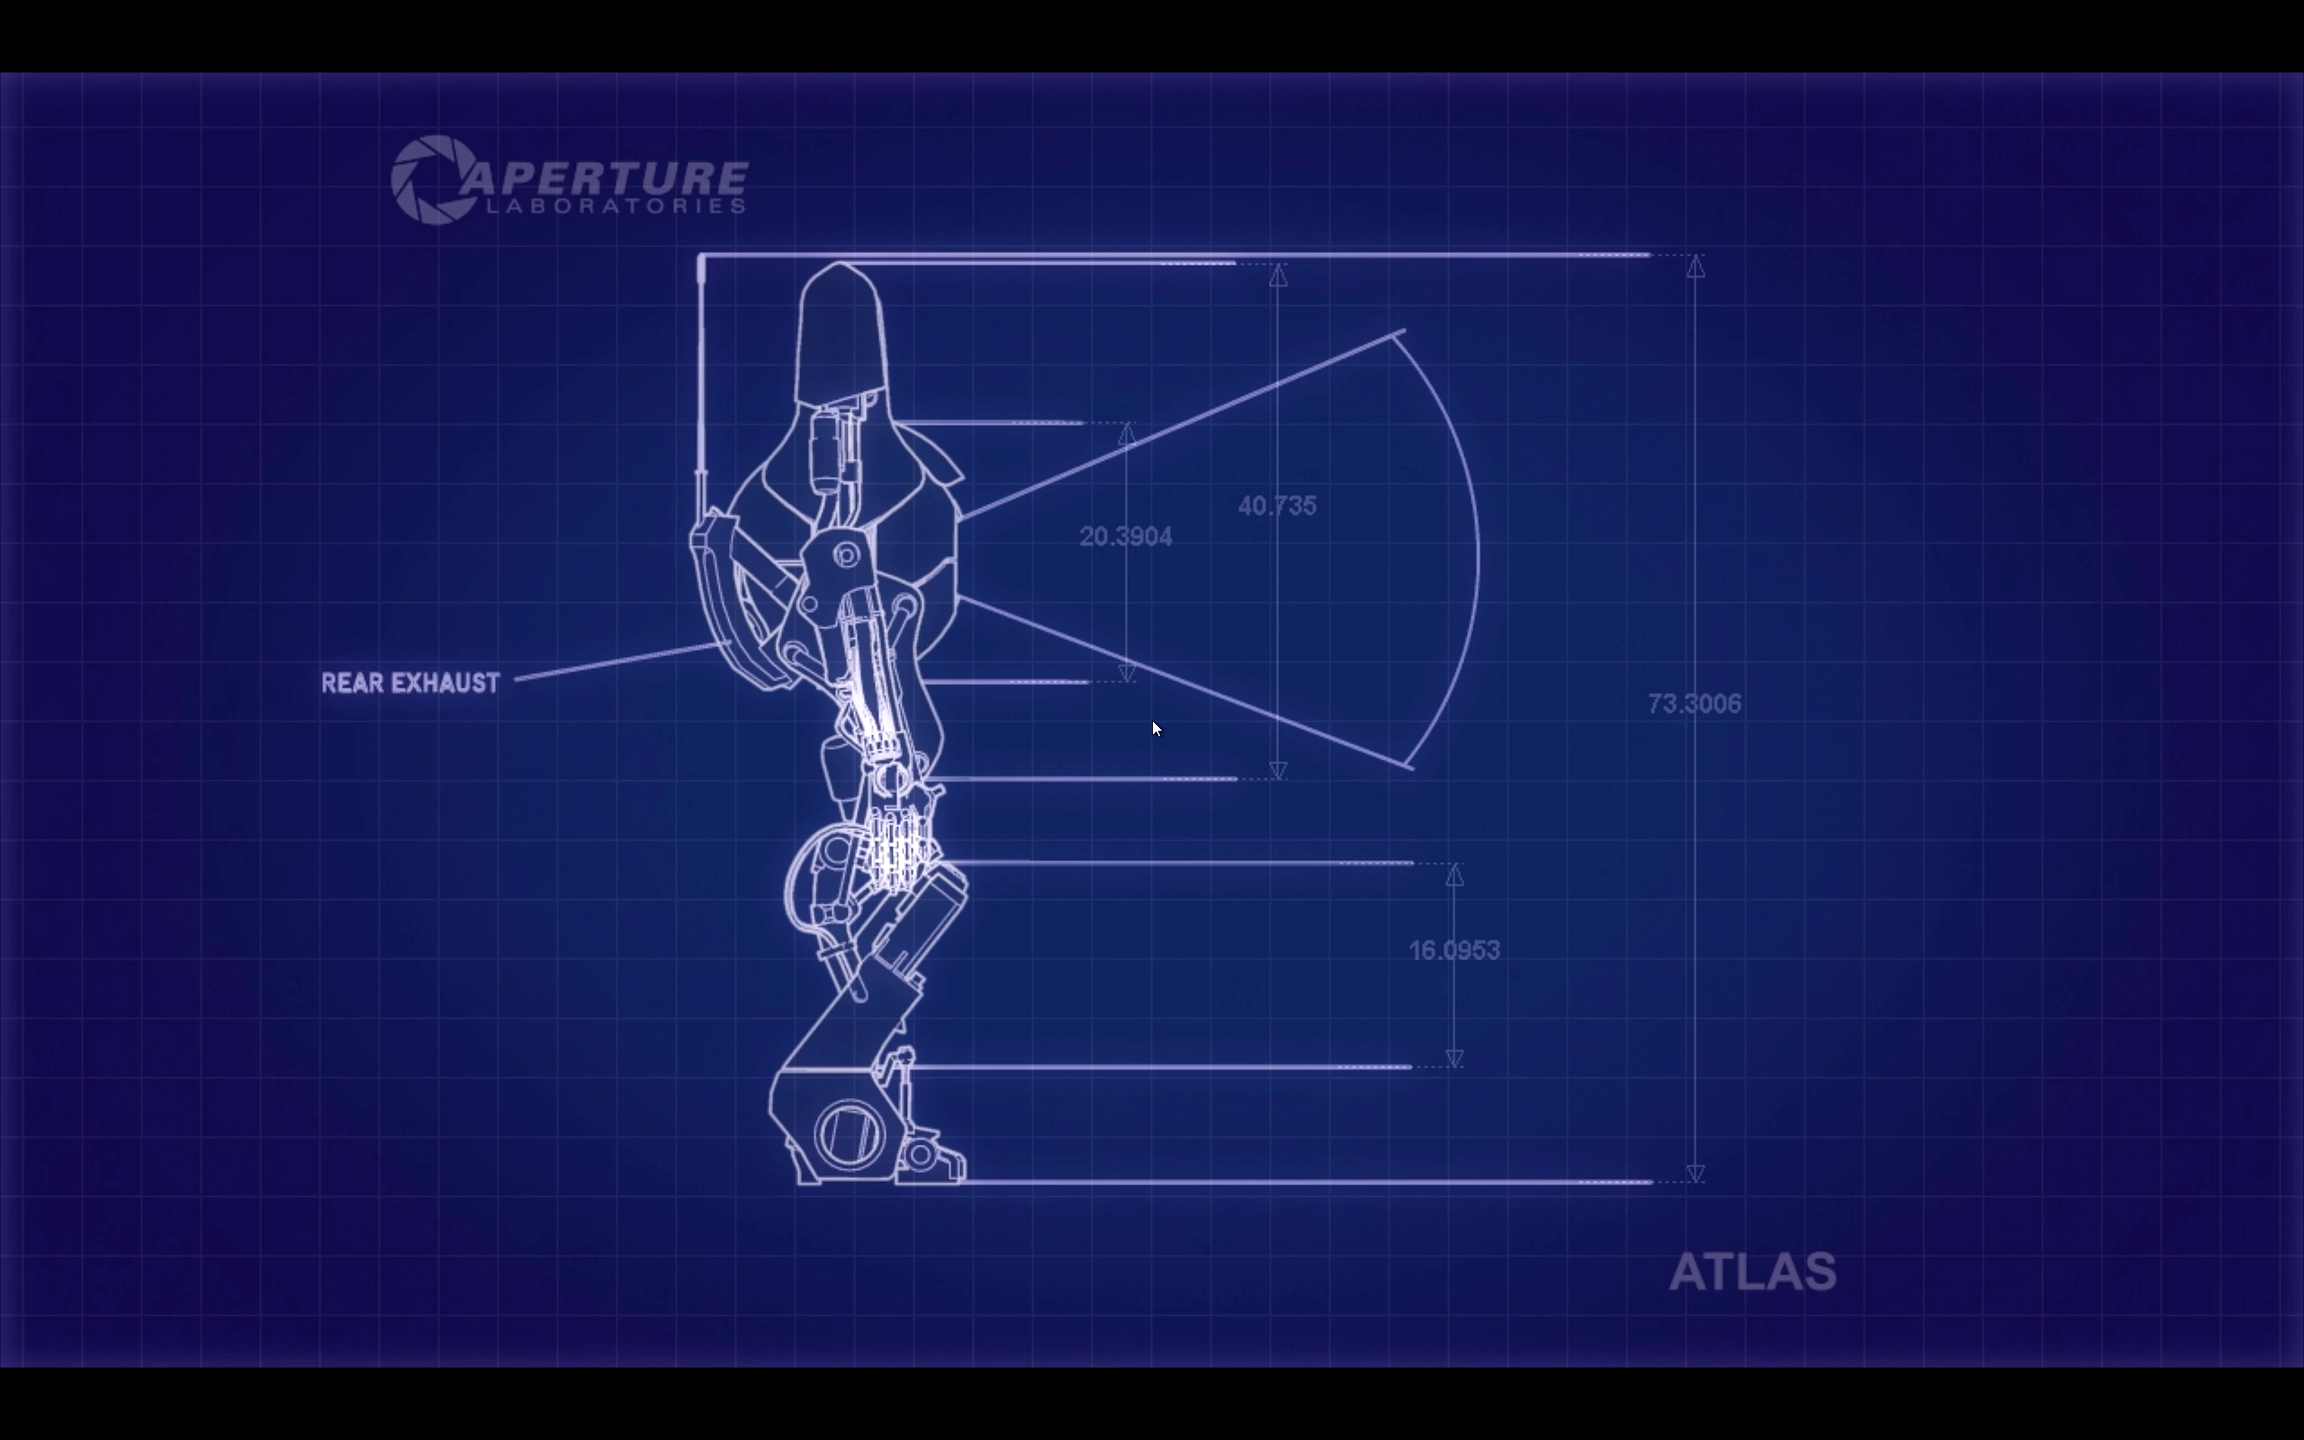 APERTURE
LABORATORIES
40.735
20.3904
REAR EXHAUST
73.3006
16.0953
ATLAS